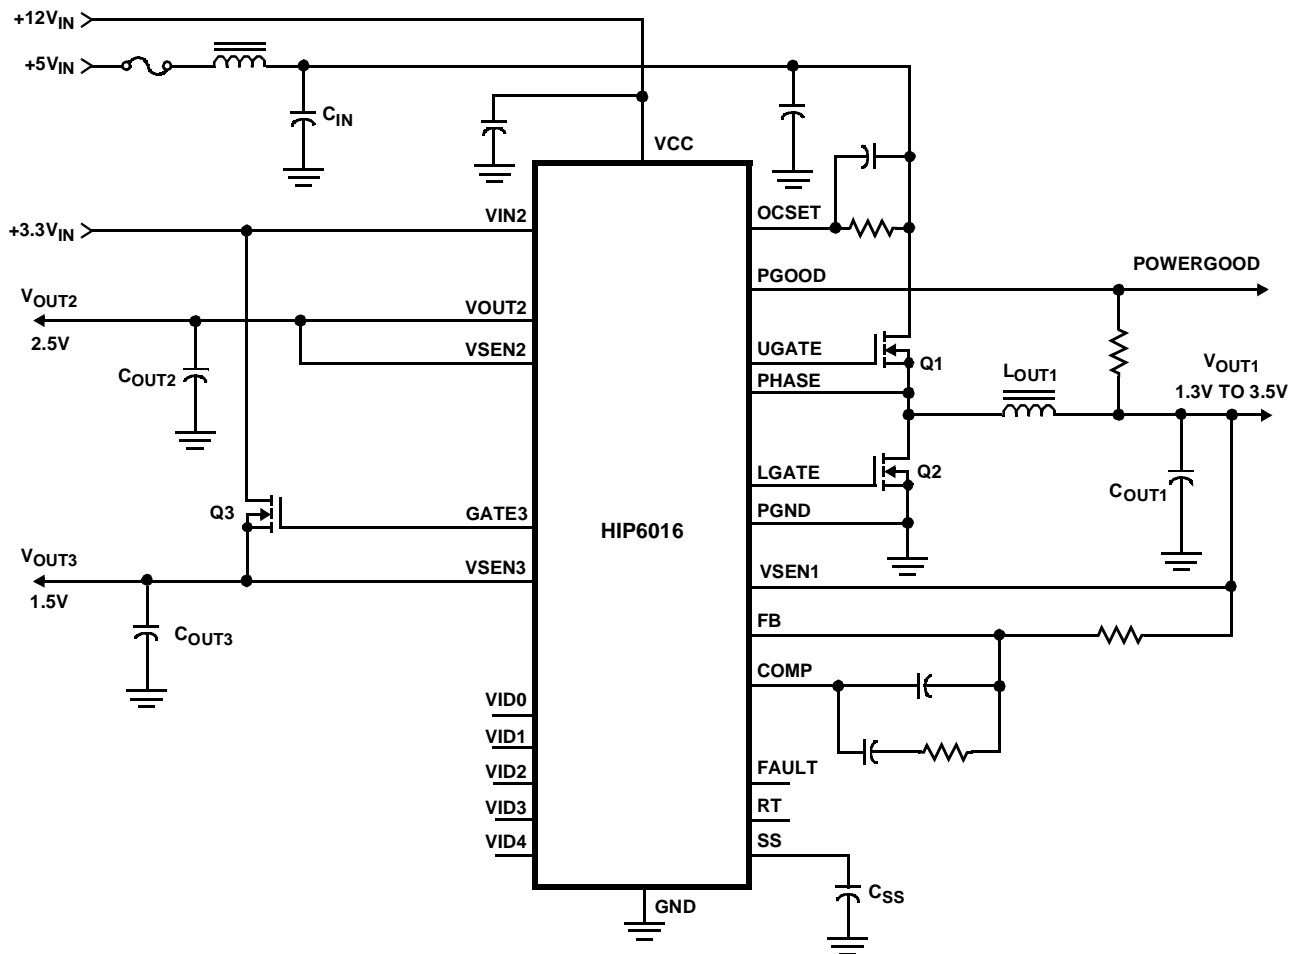 +12VIN
+5VIN
CIN
VCC
+3.3VIN
VIN2
OCSET
PGOOD
POWERGOOD
VOUT2
2.5V
VOUT2
VSEN2
COUT2
UGATE
Q1
PHASE
LOUT1
VOUT1
1.3V TO 3.5V
LGATE
Q2
COUT1
PGND
Q3
GATE3
HIP6016
VOUT3
1.5V
VSEN3
VSEN1
COUT3
FB
COMP
VID0
VID1
VID2
VID3
VID4
FAULT
RT
SS
CSS
GND